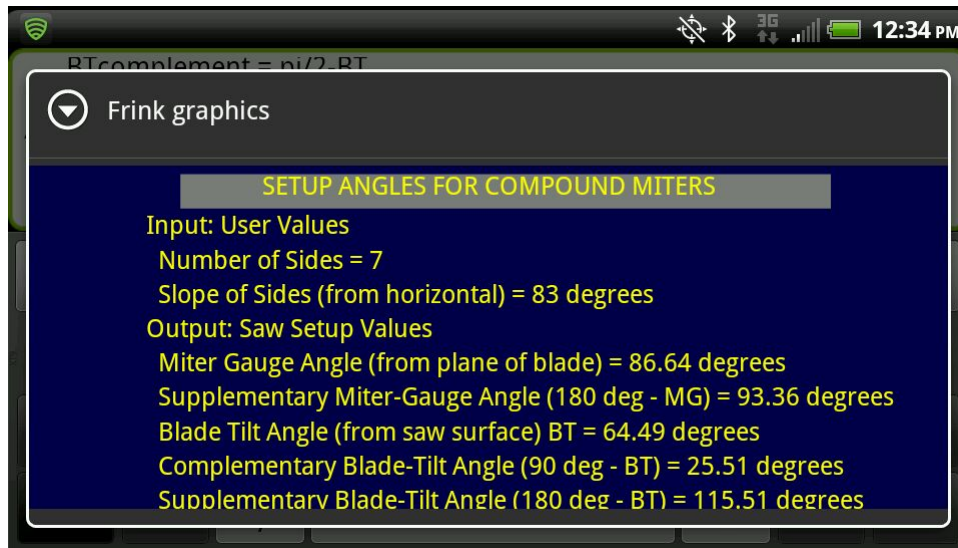 3G
12:34 PM
BTcomplement = pi/2-BT
Frink graphics
SETUP ANGLES FOR COMPOUND MITERS
Input: User Values
Number of Sides = 7
Slope of Sides (from horizontal) = 83 degrees
Output: Saw Setup Values
Miter Gauge Angle (from plane of blade) = 86.64 degrees
Supplementary Miter-Gauge Angle (180 deg - MG) = 93.36 degrees
Blade Tilt Angle (from saw surface) BT = 64.49 degrees
Complementary Blade-Tilt Angle (90 deg - BT) = 25.51 degrees
Supplementary Blade-Tilt Angle (180 deg - BT) = 115.51 degrees